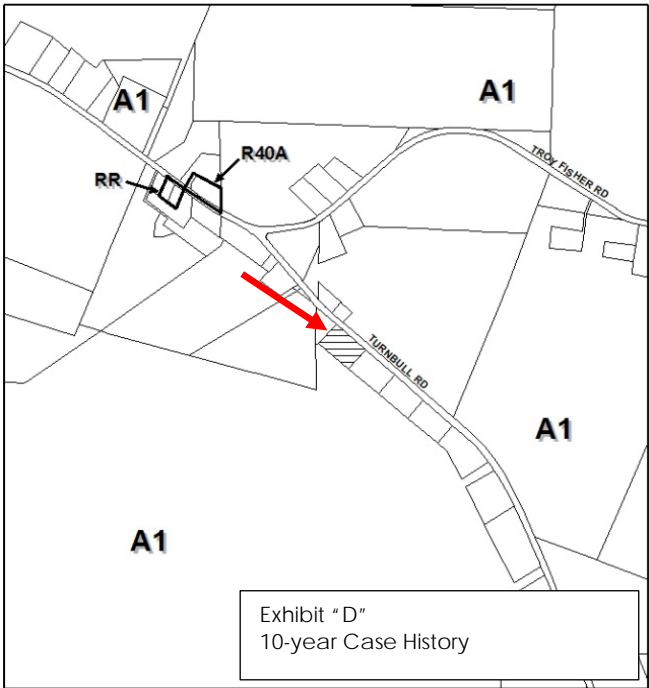 A1
A1
R40A
TROY FISHER RD
RR
TURNBULL RD
A1
A1
Exhibit “D”
10-year Case History